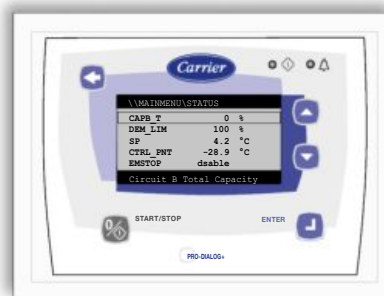 Carrier
\\MAINMENU\STATUS
CAPB_T 0 %
DEM_LIM 100 %
SP 4.2 °C
CTRL_PNT -28.9 °C
EMSTOP dsable
Circuit B Total Capacity
START/STOP
ENTER
PRO-DIALOG+